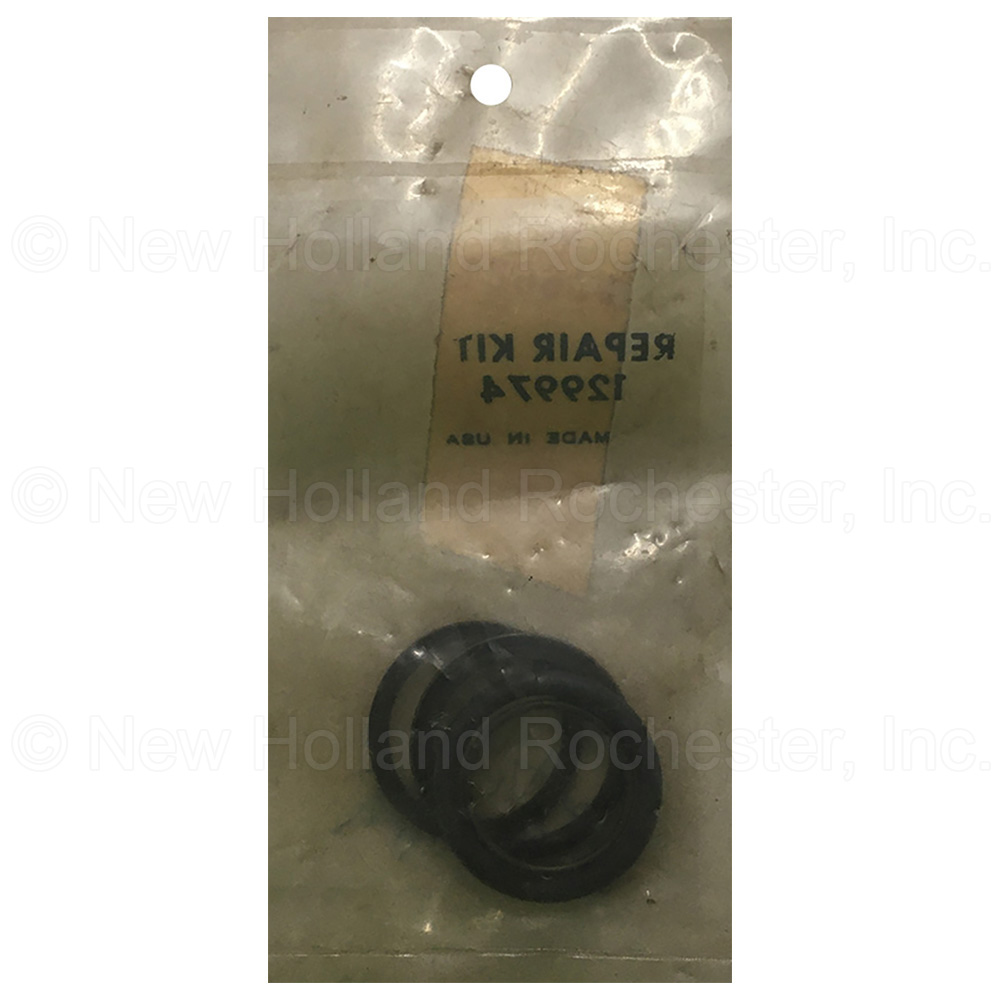 © New Holland Rochester, Inc.
REPAIR KIT
129974
MADE IN USA
© New Holland Rochester, Inc.
© New Holland Rochester, Inc.